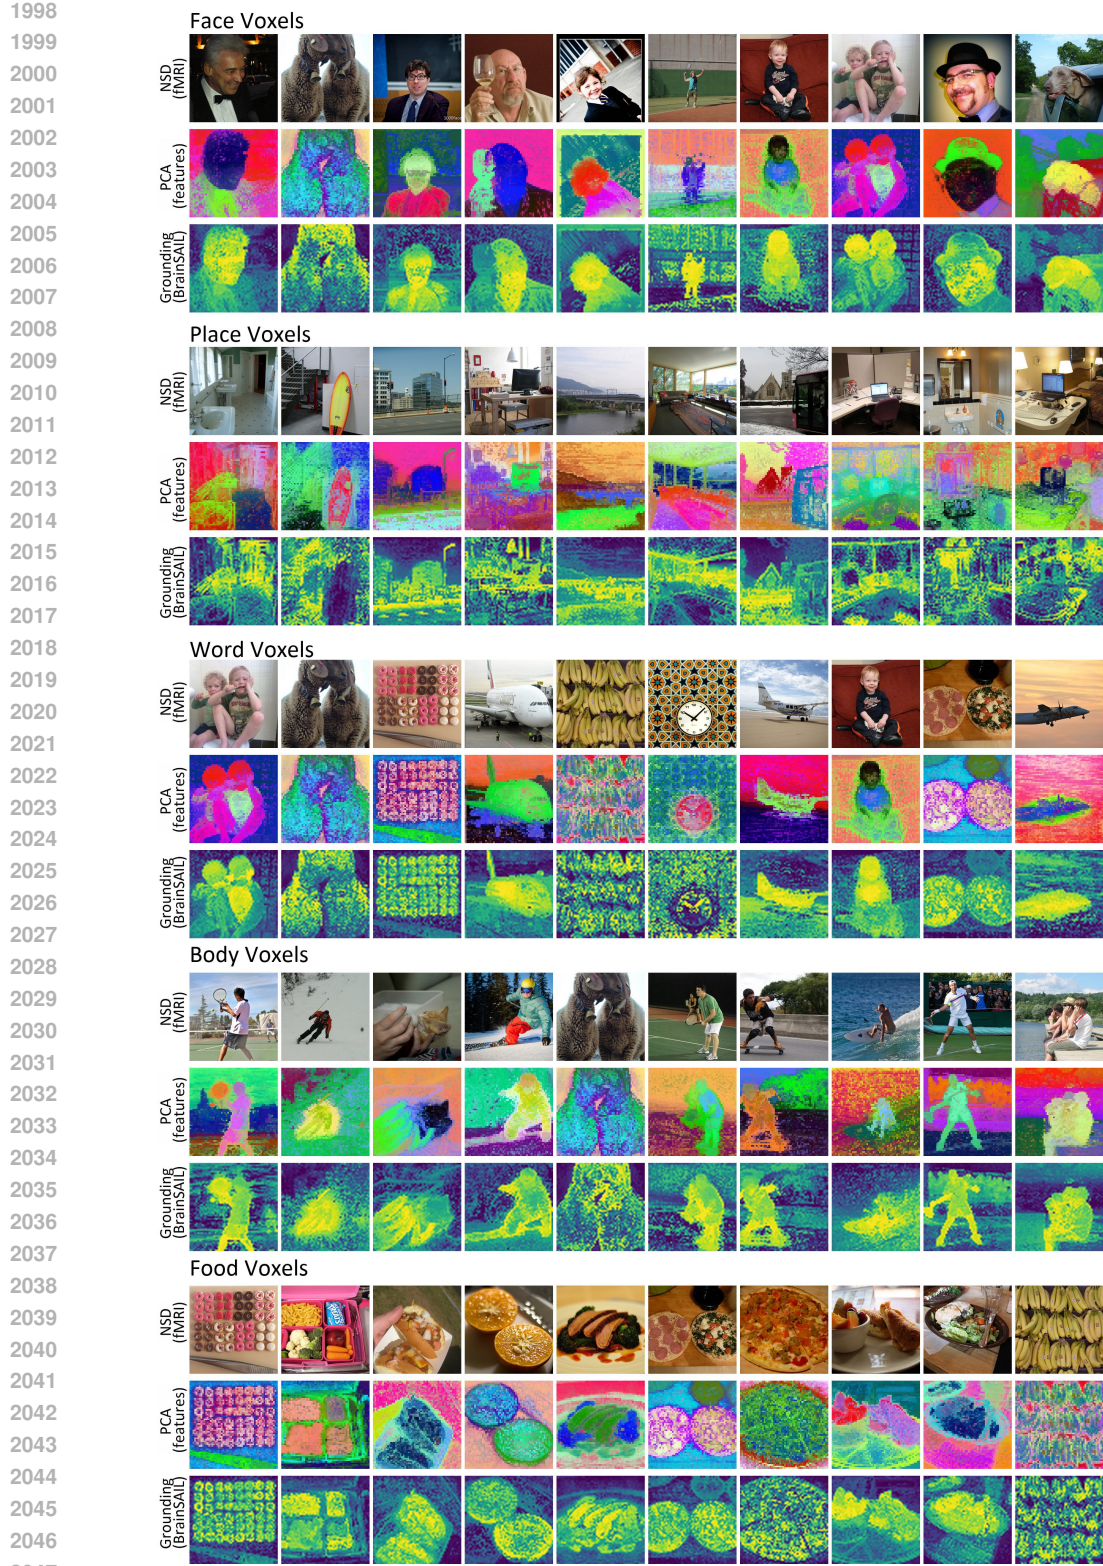 1998
Face Voxels
1999
2000
2001
NSD
(fMRI)
2002
2003
2004
PCA
(features)
2005
2006
2007
Grounding
(BrainSAIL)
2008
Place Voxels
2009
2010
2011
NSD
(fMRI)
2012
2013
2014
PCA
(features)
2015
2016
2017
Grounding
(BrainSAIL)
2018
Word Voxels
2019
2020
2021
NSD
(fMRI)
2022
2023
2024
PCA
(features)
2025
2026
2027
Grounding
(BrainSAIL)
Body Voxels
2028
2029
2030
2031
NSD
(fMRI)
2032
2033
2034
PCA
(features)
2035
2036
2037
Grounding
(BrainSAIL)
Food Voxels
2038
2039
2040
NSD
(fMRI)
2041
2042
2043
PCA
(features)
2044
2045
2046
Grounding
(BrainSAIL)